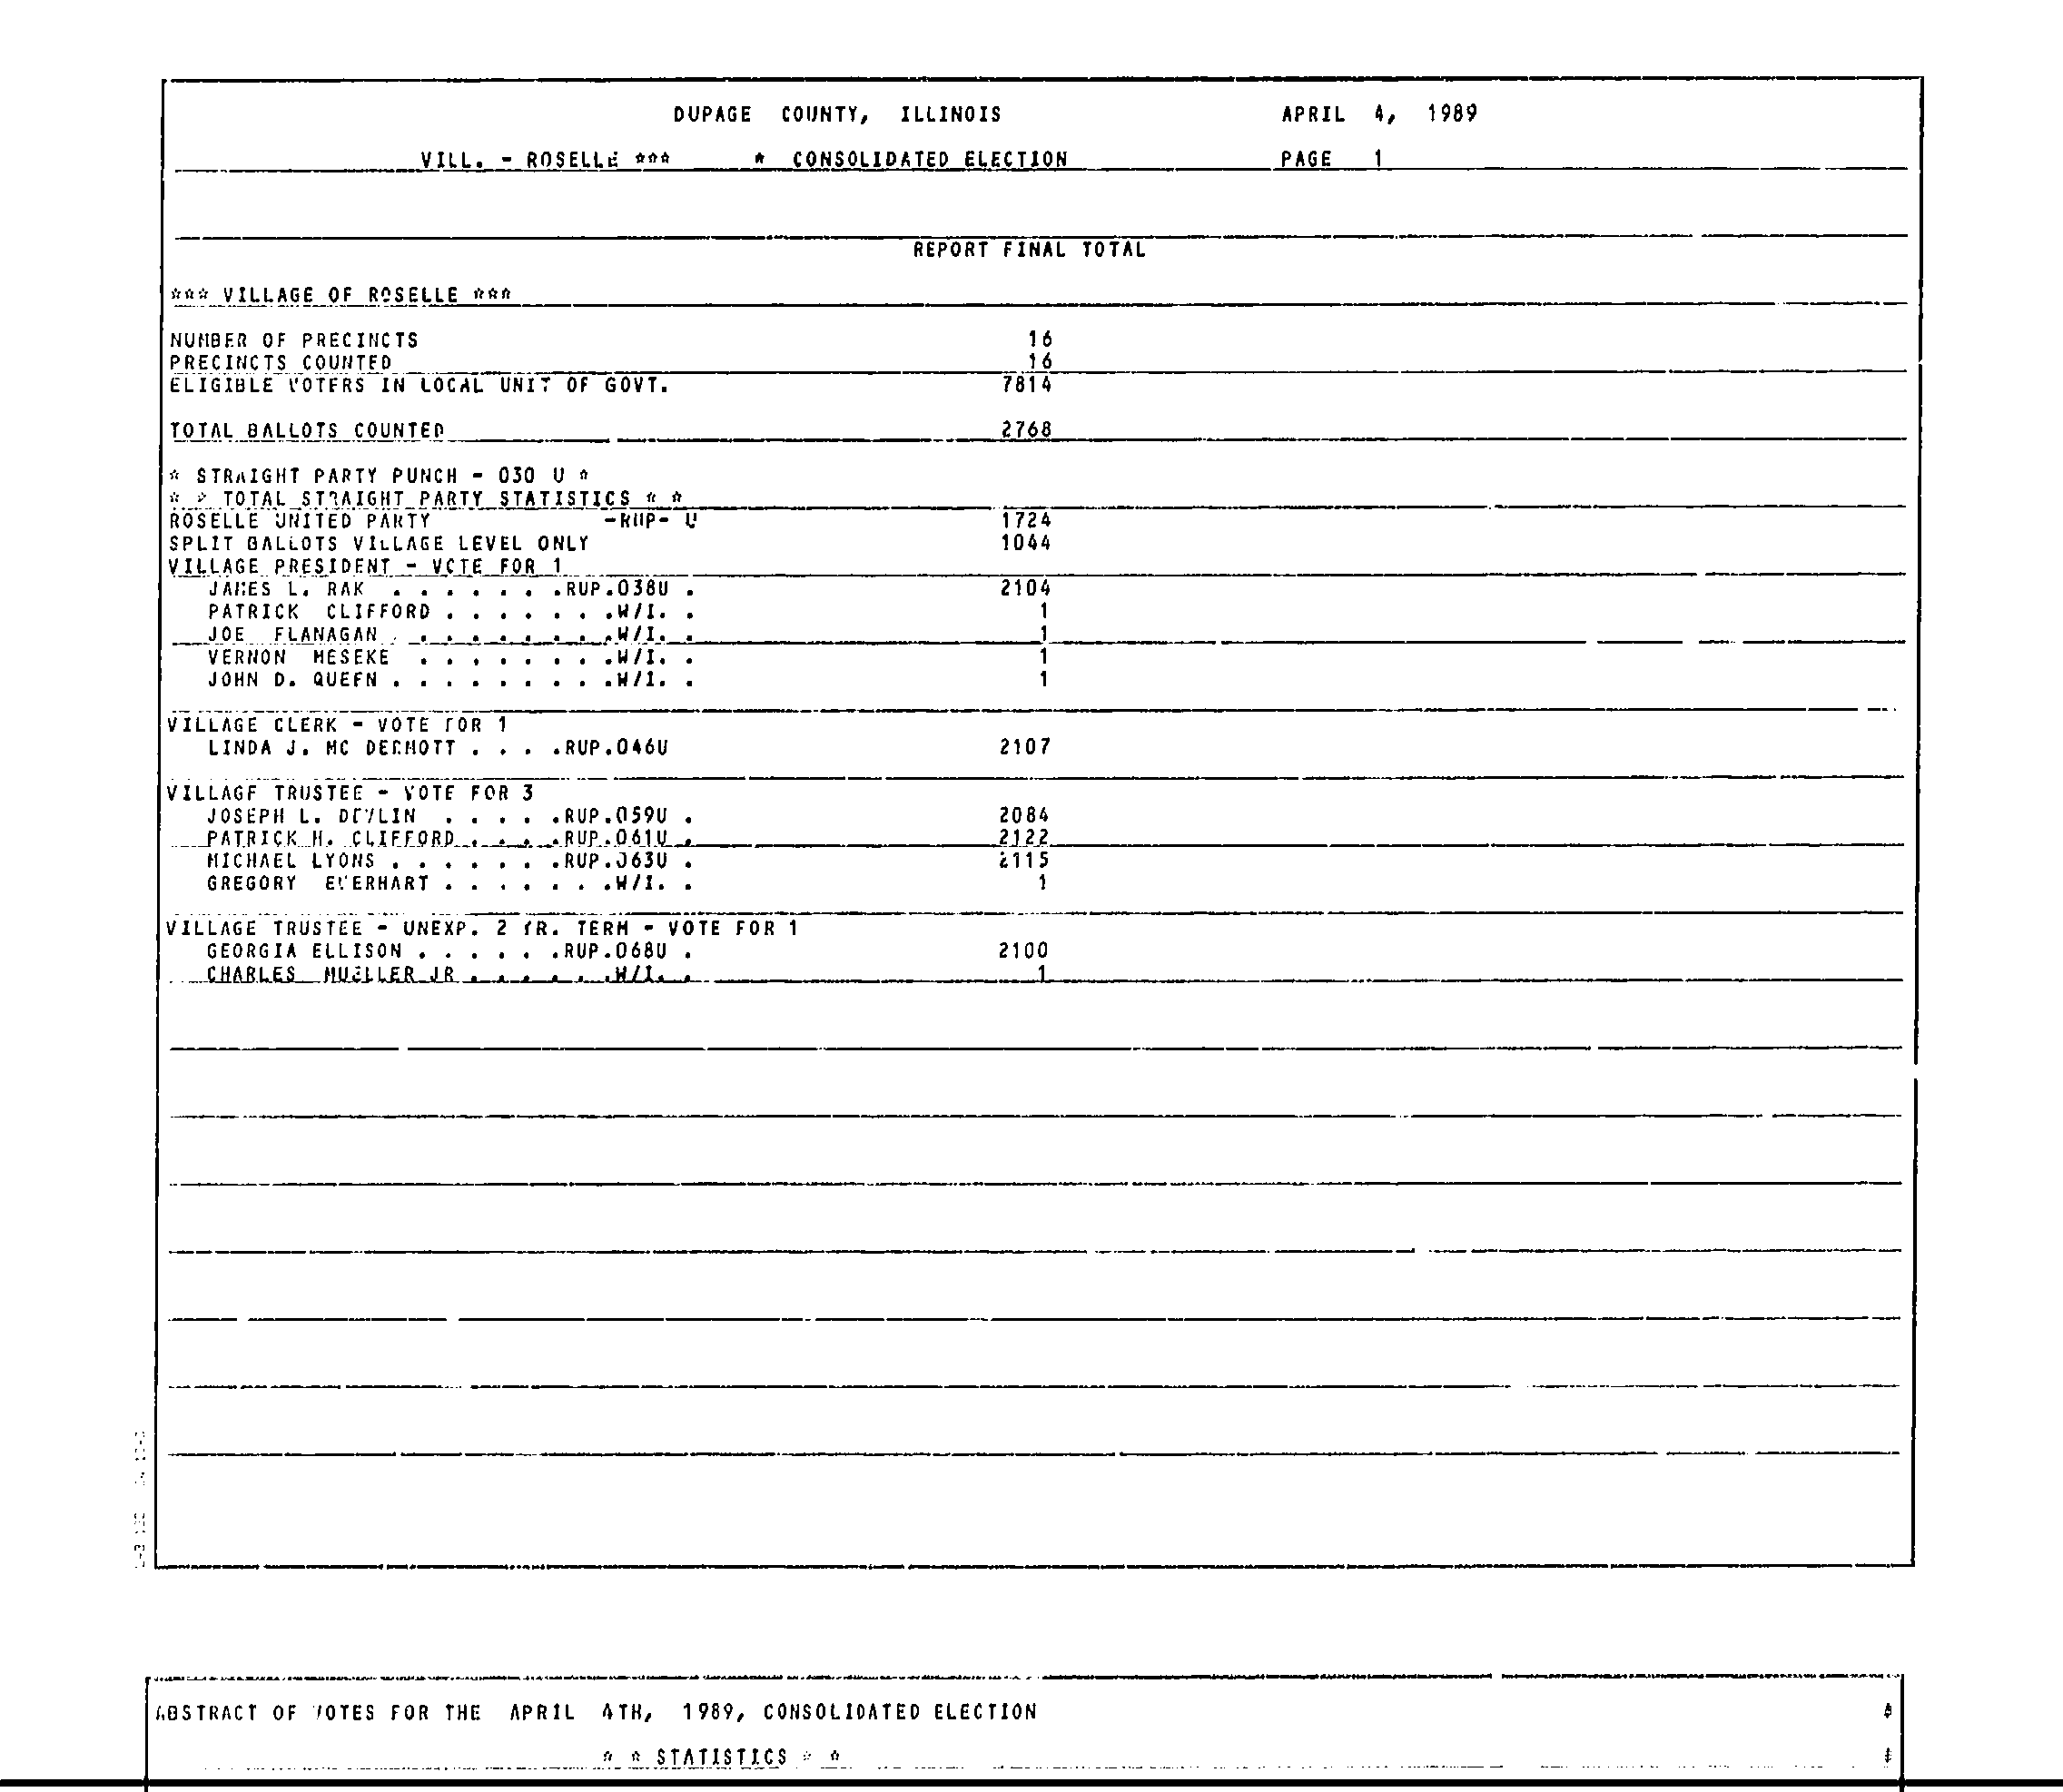 DUPAGE COUNTY, ILLINOIS APRIL 4, 1989
VILL. - ROSELLE *** * CONSOLIDATED ELECTION PAGE 1
REPORT FINAL TOTAL
*** VILLAGE OF ROSELLE ***
NUMBER OF PRECINCTS 16
PRECINCTS COUNTED 16
ELIGIBLE VOTERS IN LOCAL UNIT OF GOVT. 7814
TOTAL BALLOTS COUNTED 2768
* STRAIGHT PARTY PUNCH - 030 U *
* * TOTAL STRAIGHT PARTY STATISTICS * *
ROSELLE UNITED PARTY -RUP- U 1724
SPLIT BALLOTS VILLAGE LEVEL ONLY 1044
VILLAGE PRESIDENT - VOTE FOR 1
JAMES L. RAK . . . . . . .RUP.038U . 2104
PATRICK CLIFFORD . . . . . . .W/I. . 1
JOE FLANAGAN . . . . . . . . .W/I. . 1
VERNON MESEKE . . . . . . . .W/I. . 1
JOHN D. QUEEN . . . . . . . . .W/I. . 1
VILLAGE CLERK - VOTE FOR 1
LINDA J. MC DERMOTT . . . .RUP.046U 2107
VILLAGE TRUSTEE - VOTE FOR 3
JOSEPH L. DEVLIN . . . . .RUP.059U . 2084
PATRICK H. CLIFFORD . . . .RUP.061U . 2122
MICHAEL LYONS . . . . . . .RUP.063U . 2115
GREGORY EVERHART . . . . . . .W/I. . 1
VILLAGE TRUSTEE - UNEXP. 2 YR. TERM - VOTE FOR 1
GEORGIA ELLISON . . . . . .RUP.068U . 2100
CHARLES MUELLER JR . . . . . .W/I. . 1
ABSTRACT OF VOTES FOR THE APRIL 4TH, 1989, CONSOLIDATED ELECTION *
* * STATISTICS * * *